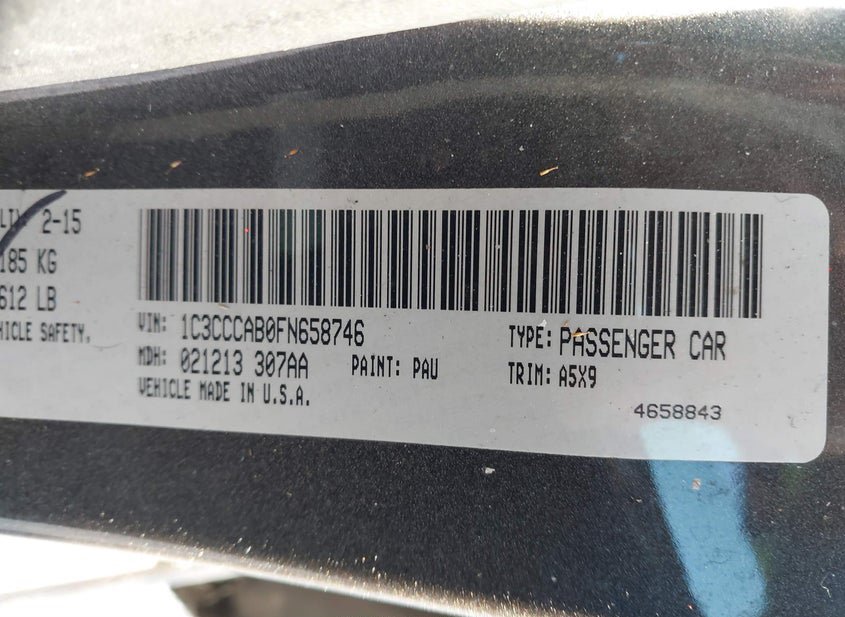 2-15
185 KG
612 LB
HICLE SAFETY,
VIN: 1C3CCCAB0FN658746
TYPE: PASSENGER CAR
MDH: 021213 307AA
PAINT: PAU
TRIM: A5X9
VEHICLE MADE IN U.S.A.
4658843